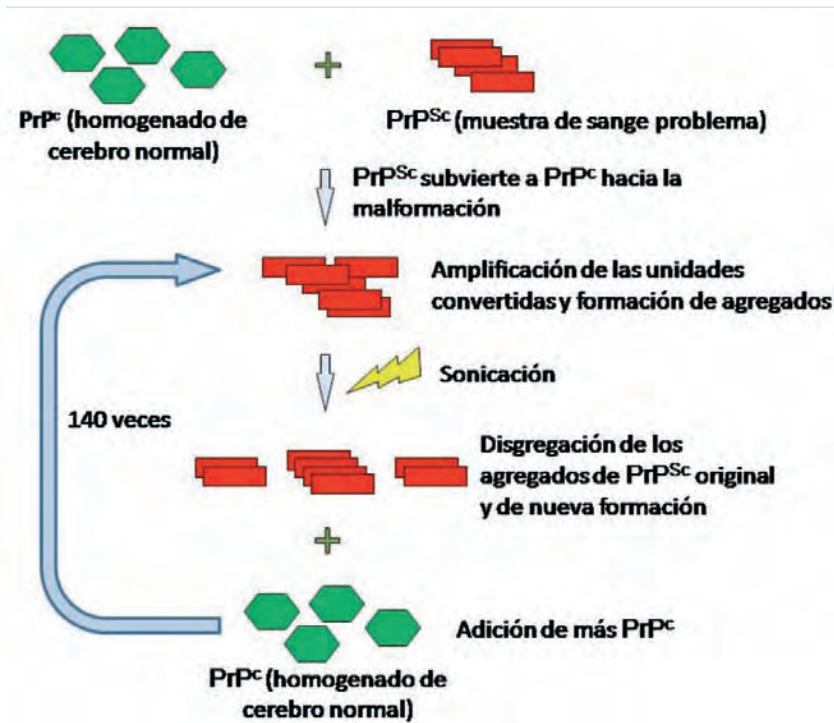 +
PrPᶜ (homogenado de
cerebro normal)
PrPˢᶜ (muestra de sange problema)
PrPˢᶜ subvierte a PrPᶜ hacia la
malformación
Amplificación de las unidades
convertidas y formación de agregados
Sonicación
140 veces
Disgregación de los
agregados de PrPˢᶜ original
y de nueva formación
+
Adición de más PrPᶜ
PrPᶜ (homogenado de
cerebro normal)